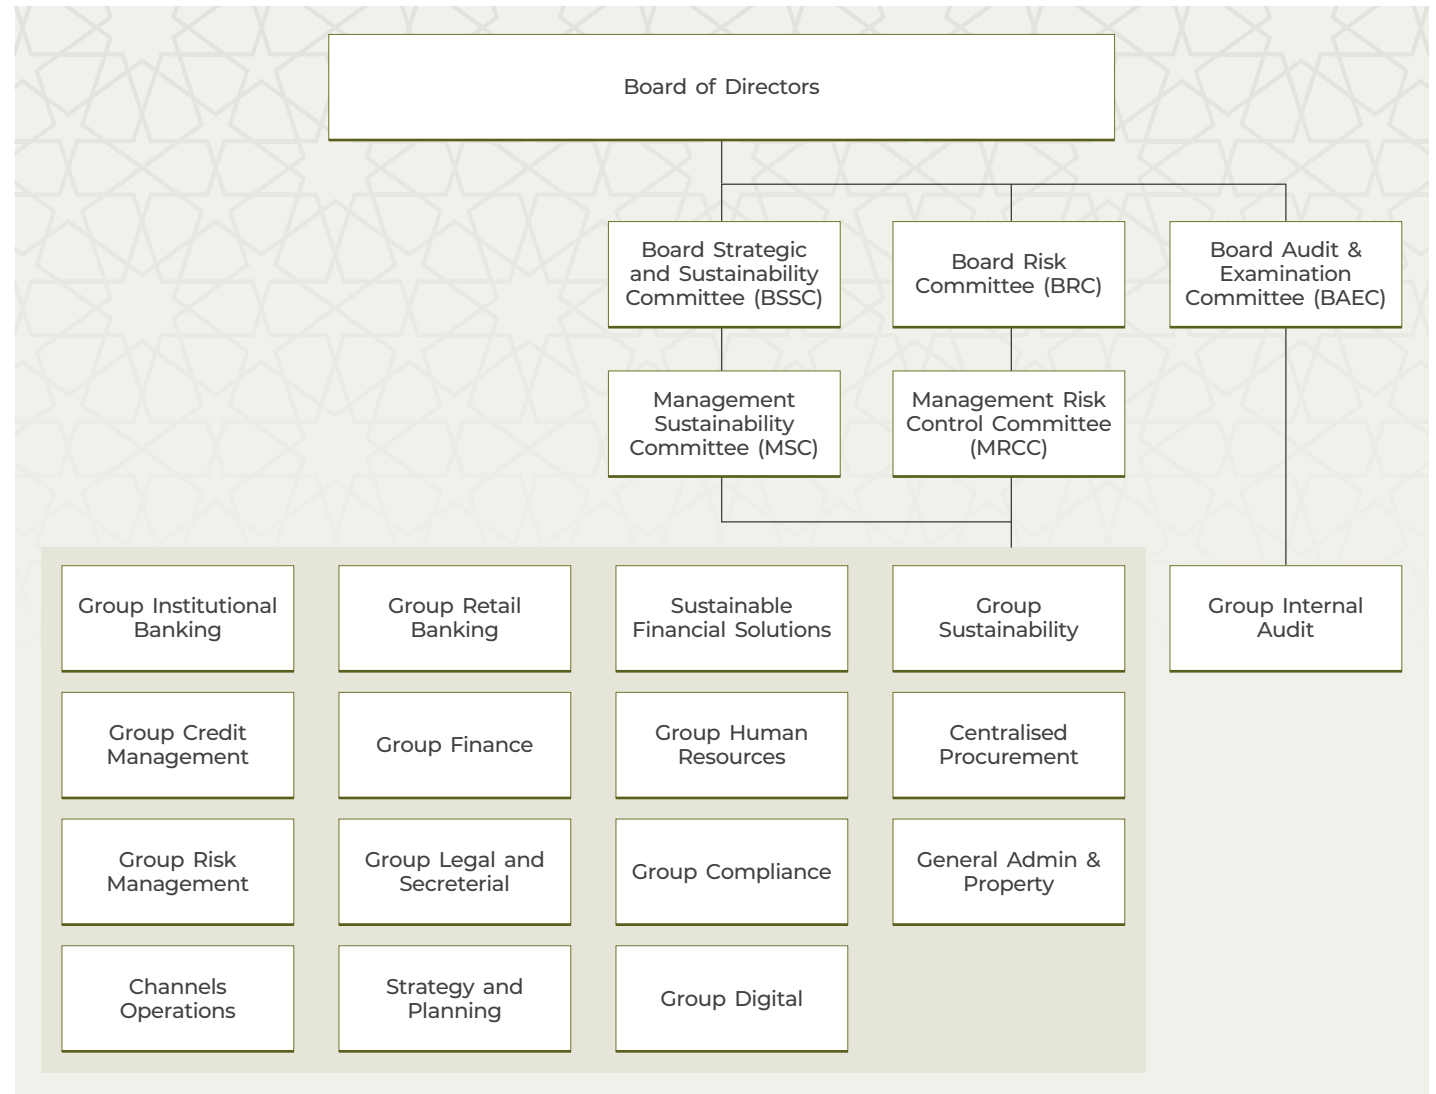 Board of Directors
Board Strategic
and Sustainability
Committee (BSSC)
Board Risk
Committee (BRC)
Board Audit &
Examination
Committee (BAEC)
Management
Sustainability
Committee (MSC)
Management Risk
Control Committee
(MRCC)
Group Institutional
Banking
Group Retail
Banking
Sustainable
Financial Solutions
Group
Sustainability
Group Internal
Audit
Group Credit
Management
Group Finance
Group Human
Resources
Centralised
Procurement
Group Risk
Management
Group Legal and
Secreterial
Group Compliance
General Admin &
Property
Channels
Operations
Strategy and
Planning
Group Digital